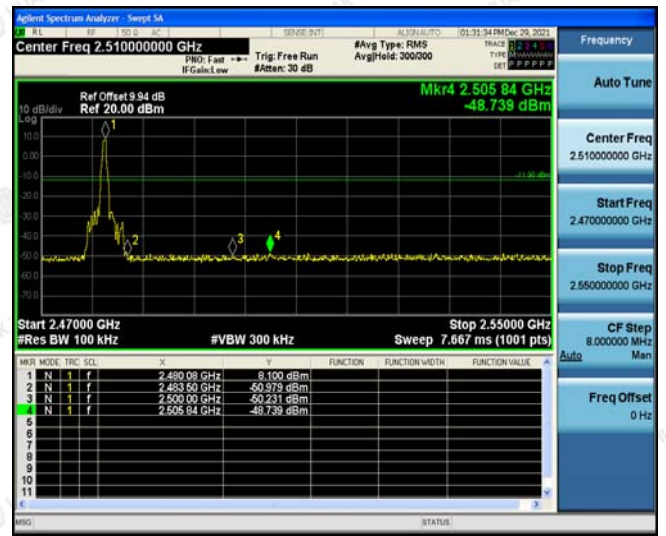 Agilent Spectrum Analyzer - Swept SA
RL RF 50 Ω AC SENSE:INT ALIGN AUTO 01:31:34 PM Dec 29, 2021
Center Freq 2.510000000 GHz #Avg Type: RMS TRACE 1 2 3 4 5 6
PNO: Fast Trig: Free Run Avg|Hold: 300/300 TYPE
IFGain:Low #Atten: 30 dB DET P P P P P P
Ref Offset 9.94 dB Mkr4 2.505 84 GHz
10 dB/div Ref 20.00 dBm -48.739 dBm
Log
10.0
0.00
-10.0
-11.90 dBm
-20.0
-30.0
-40.0
-50.0
-60.0
-70.0
1
2
3
4
Start 2.47000 GHz Stop 2.55000 GHz
#Res BW 100 kHz #VBW 300 kHz Sweep 7.667 ms (1001 pts)
MKR MODE TRC SCL X Y FUNCTION FUNCTION WIDTH FUNCTION VALUE
1 N 1 f 2.480 08 GHz 8.100 dBm
2 N 1 f 2.483 50 GHz -50.979 dBm
3 N 1 f 2.500 00 GHz -50.231 dBm
4 N 1 f 2.505 84 GHz -48.739 dBm
5
6
7
8
9
10
11
MSG STATUS
Frequency
Auto Tune
Center Freq
2.510000000 GHz
Start Freq
2.470000000 GHz
Stop Freq
2.550000000 GHz
CF Step
8.000000 MHz
Auto Man
Freq Offset
0 Hz